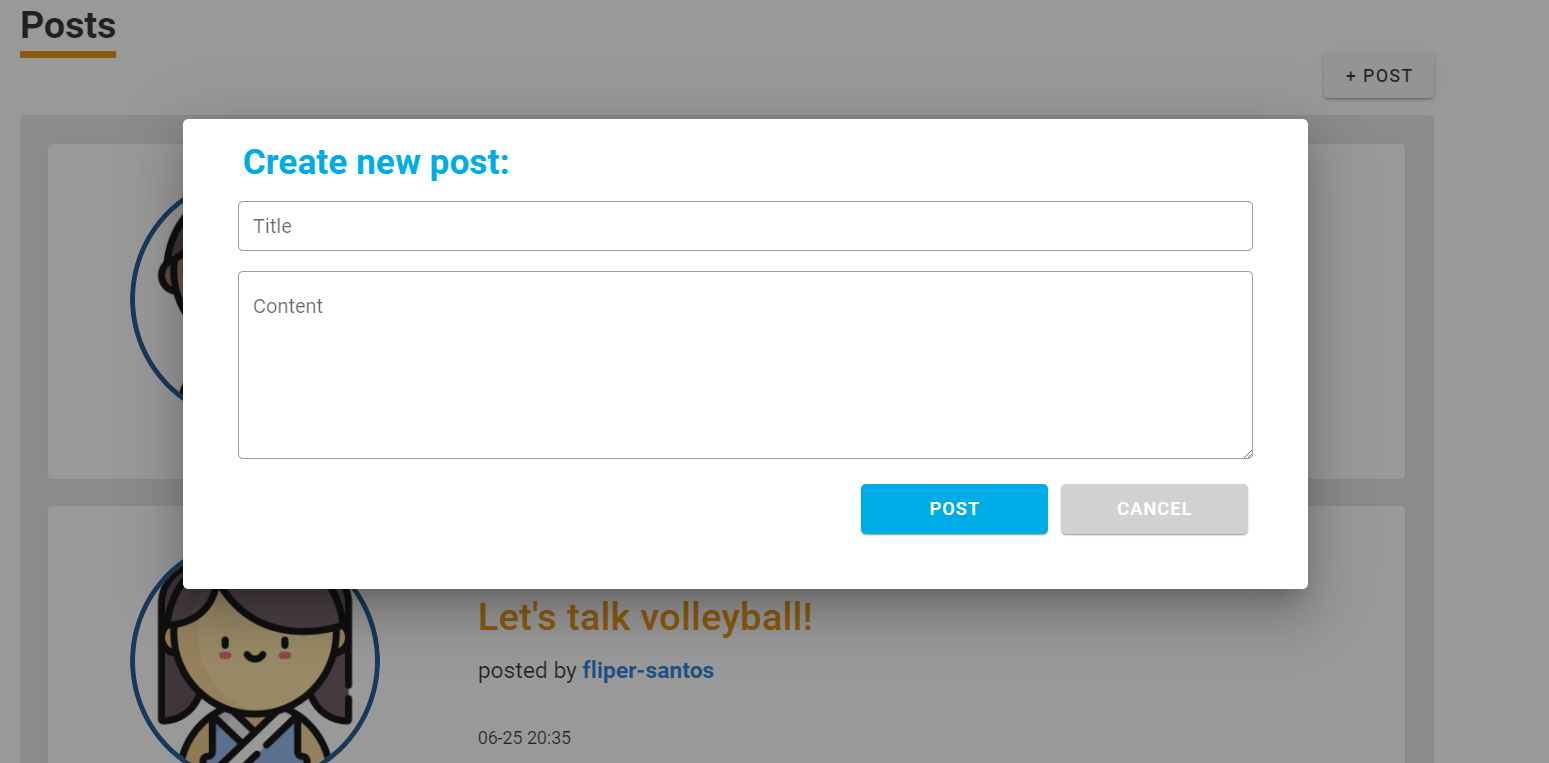 Posts
+ POST
Create new post:
Title
Content
POST
CANCEL
Let's talk volleyball!
posted by fliper-santos
06-25 20:35